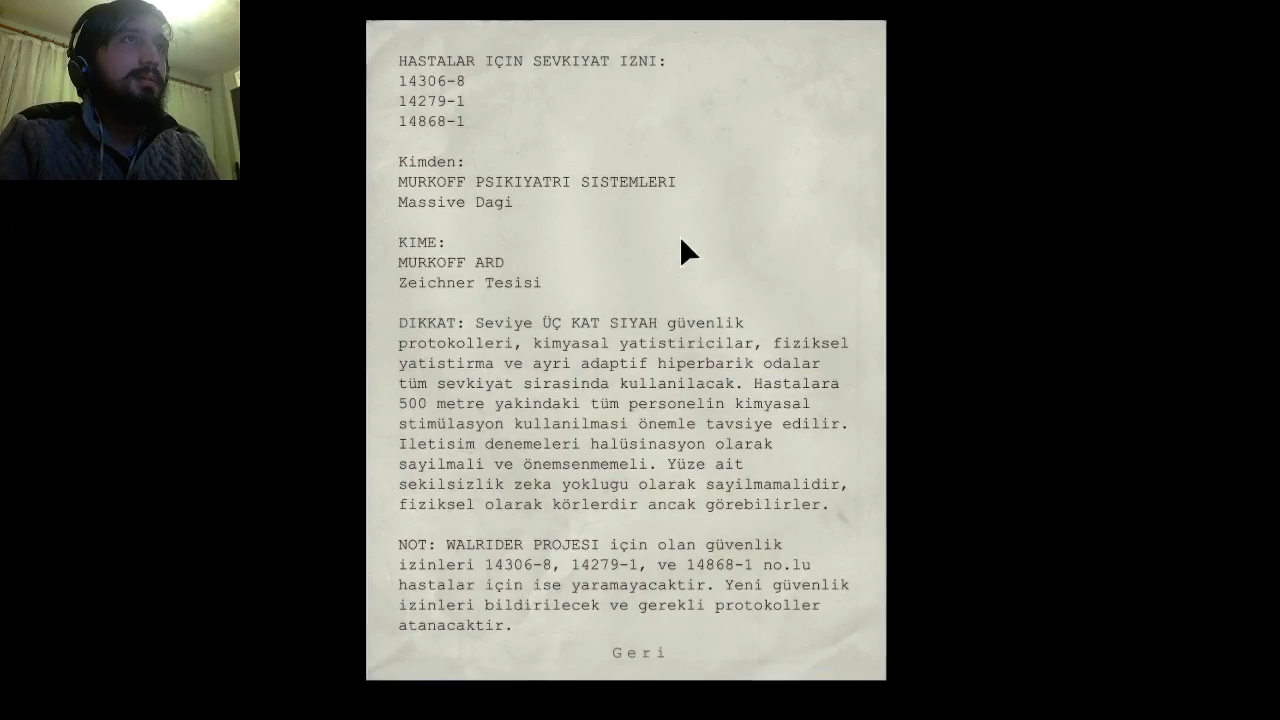 HASTALAR IÇIN SEVKIYAT IZNI:
14306-8
14279-1
14868-1
Kimden:
MURKOFF PSIKIYATRI SISTEMLERI
Massive Dagi
KIME:
MURKOFF ARD
Zeichner Tesisi
DIKKAT: Seviye ÜÇ KAT SIYAH güvenlik
protokolleri, kimyasal yatistiricilar, fiziksel
yatistirma ve ayri adaptif hiperbarik odalar
tüm sevkiyat sirasinda kullanilacak. Hastalara
500 metre yakindaki tüm personelin kimyasal
stimülasyon kullanilmasi önemle tavsiye edilir.
Iletisim denemeleri halüsinasyon olarak
sayilmali ve önemsenmemeli. Yüze ait
sekilsizlik zeka yoklugu olarak sayilmamalidir,
fiziksel olarak körlerdir ancak görebilirler.
NOT: WALRIDER PROJESI için olan güvenlik
izinleri 14306-8, 14279-1, ve 14868-1 no.lu
hastalar için ise yaramayacaktir. Yeni güvenlik
izinleri bildirilecek ve gerekli protokoller
atanacaktir.
Geri